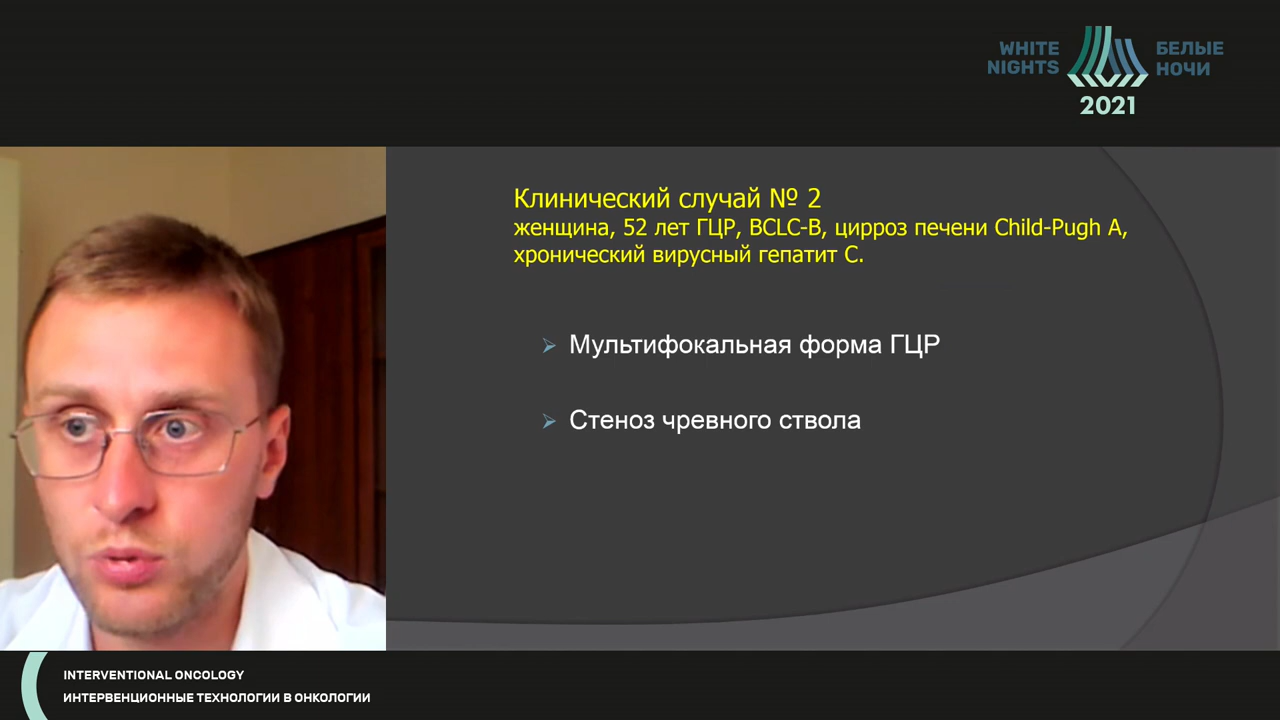 WHITE
NIGHTS
БЕЛЫЕ
НОЧИ
2021
Клинический случай № 2
женщина, 52 лет ГЦР, BCLC-B, цирроз печени Child-Pugh A,
хронический вирусный гепатит С.
Мультифокальная форма ГЦР
Стеноз чревного ствола
INTERVENTIONAL ONCOLOGY
ИНТЕРВЕНЦИОННЫЕ ТЕХНОЛОГИИ В ОНКОЛОГИИ